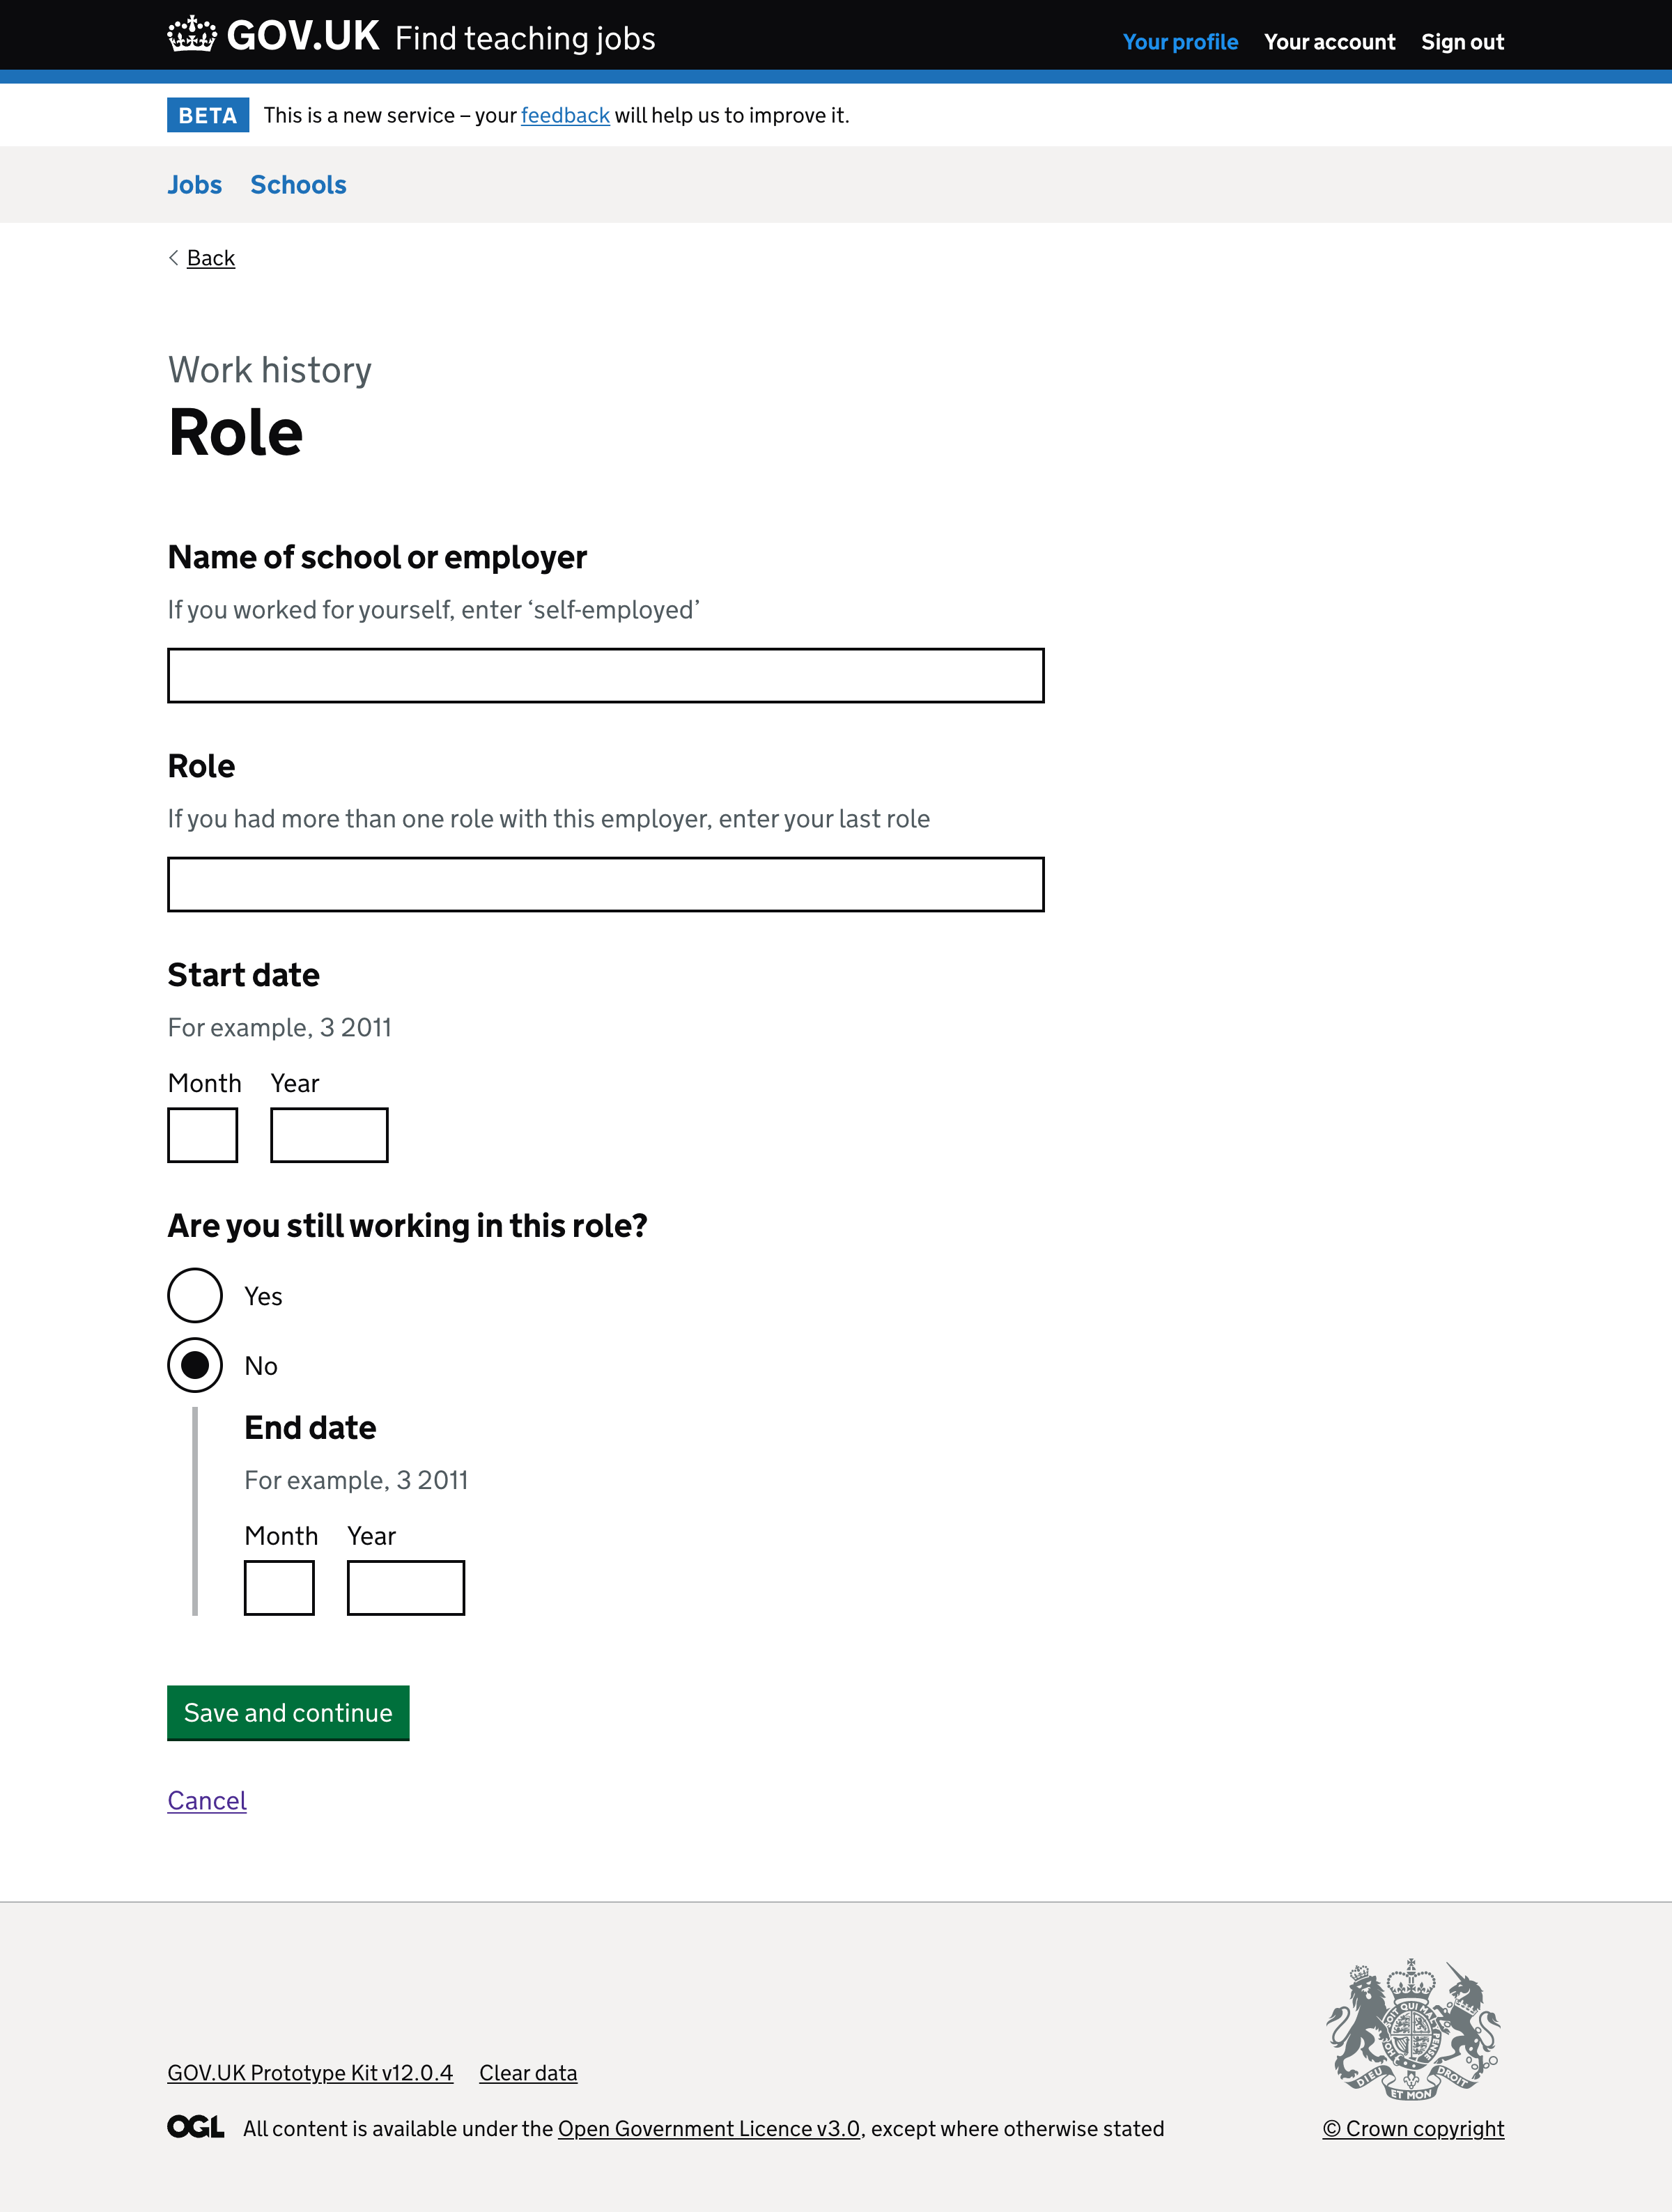 GOV.UK Find teaching jobs
Your profile Your account Sign out
BETA This is a new service – your feedback will help us to improve it.
Jobs Schools
Back
Work history
Role
Name of school or employer
If you worked for yourself, enter ‘self-employed’
Role
If you had more than one role with this employer, enter your last role
Start date
For example, 3 2011
Month Year
Are you still working in this role?
Yes
No
End date
For example, 3 2011
Month Year
Save and continue
Cancel
GOV.UK Prototype Kit v12.0.4 Clear data
DIEU ET MON DROIT
OGL All content is available under the Open Government Licence v3.0, except where otherwise stated
© Crown copyright